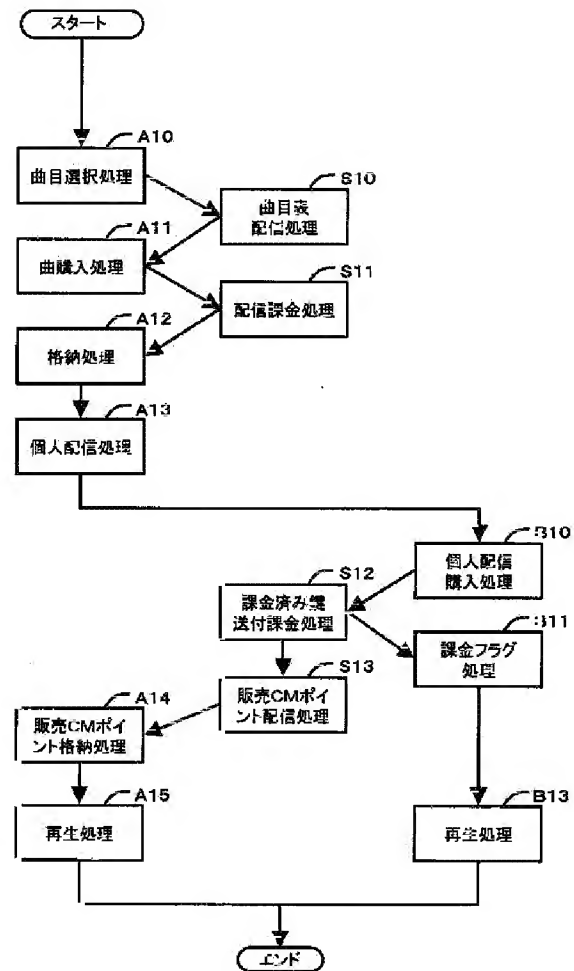 スタート
A10
曲目選択処理
S10
曲目表
配信処理
A11
曲購入処理
S11
配信課金処理
A12
格納処理
A13
個人配信処理
B10
個人配信
購入処理
S12
課金済み鍵
送付課金処理
B11
課金フラグ
処理
S13
販売CMポイ
ント配信処理
A14
販売CMポイ
ント格納処理
A15
再生処理
B13
再生処理
エンド